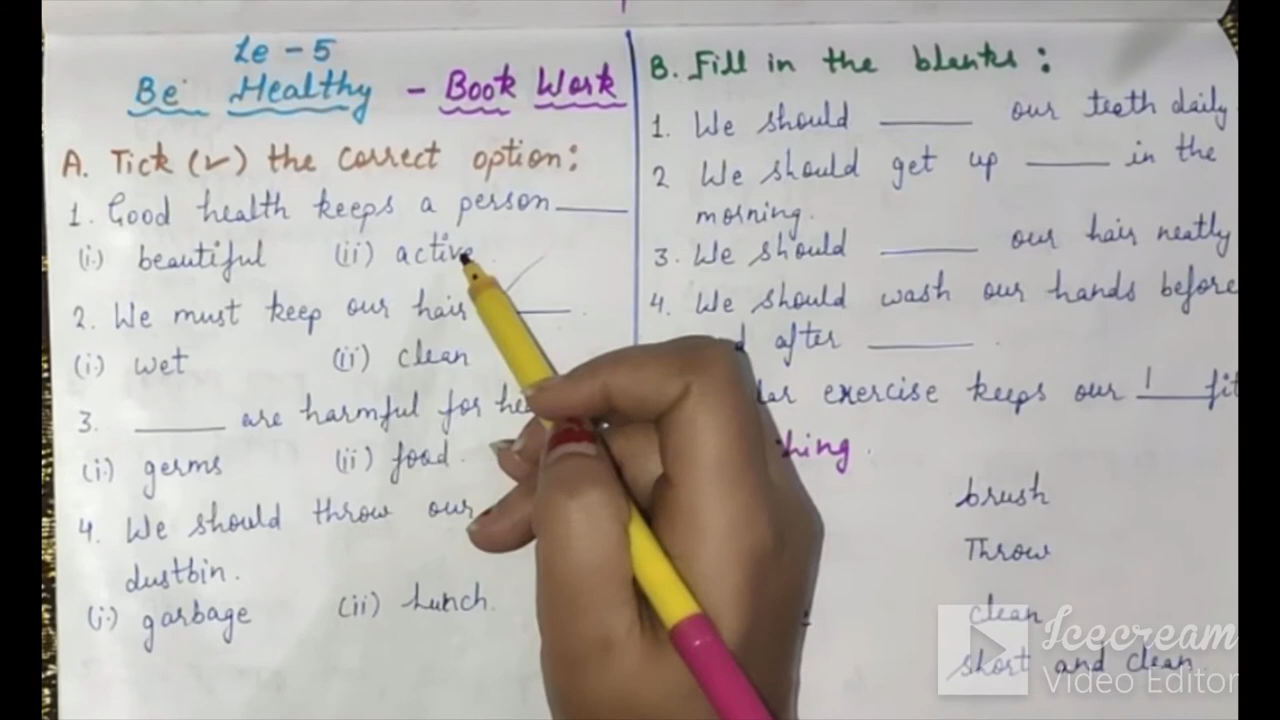 Le - 5
Be Healthy - Book Work
A. Tick (✓) the correct option:
1. Good health keeps a person ____
(i) beautiful (ii) active
2. We must keep our hair ____.
(i) wet (ii) clean
3. ____ are harmful for
(i) germs (ii) food.
4. We should throw our
dustbin.
(i) garbage (ii) lunch.
B. Fill in the blanks:
1. We should ____ our teeth daily
2 We should get up ____ in the
morning.
3. We should ____ our hair neatly
4. We should wash our hands before
after ____.
exercise keeps our ____ fit
brush
Throw
clean
short and clean.
Icecream
Video Editor